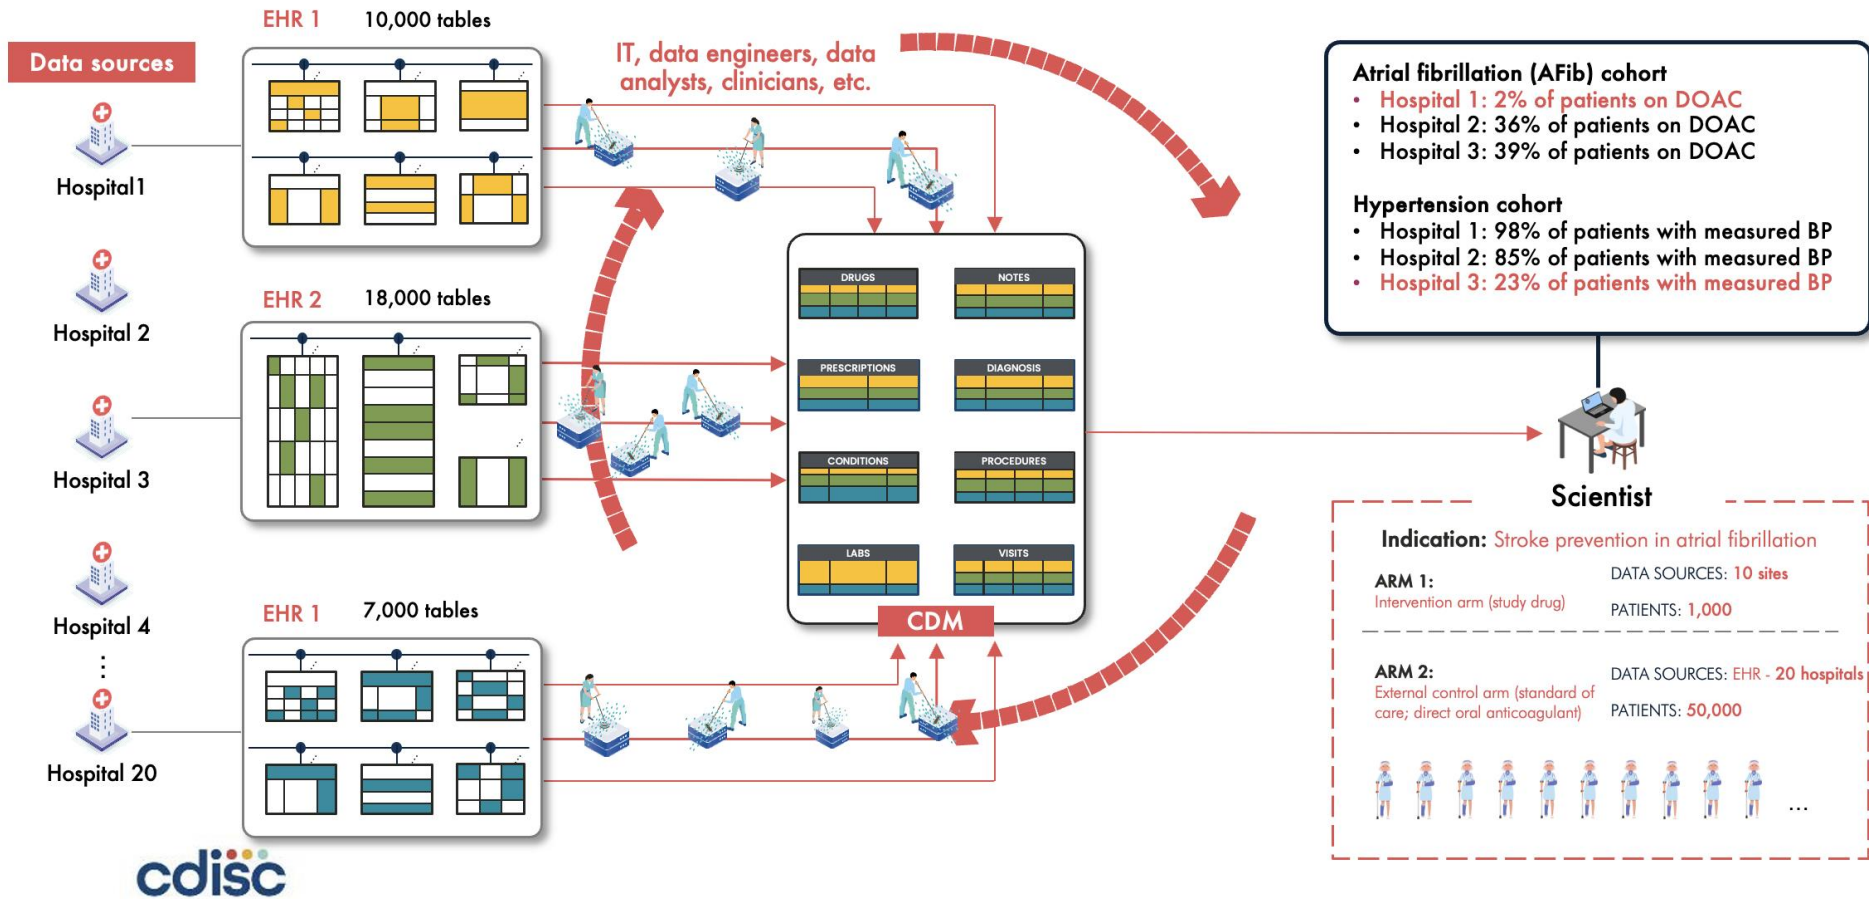 Data sources
Hospital1
Hospital 2
Hospital 3
Hospital 4
Hospital 20
EHR 1 10,000 tables
EHR 2 18,000 tables
EHR 1 7,000 tables
IT, data engineers, data
analysts, clinicians, etc.
DRUGS
NOTES
PRESCRIPTIONS
DIAGNOSIS
CONDITIONS
PROCEDURES
LABS
VISITS
CDM
Atrial fibrillation (AFib) cohort
• Hospital 1: 2% of patients on DOAC
• Hospital 2: 36% of patients on DOAC
• Hospital 3: 39% of patients on DOAC
Hypertension cohort
• Hospital 1: 98% of patients with measured BP
• Hospital 2: 85% of patients with measured BP
• Hospital 3: 23% of patients with measured BP
Scientist
Indication: Stroke prevention in atrial fibrillation
ARM 1:
Intervention arm (study drug)
DATA SOURCES: 10 sites
PATIENTS: 1,000
ARM 2:
External control arm (standard of
care; direct oral anticoagulant)
DATA SOURCES: EHR - 20 hospitals
PATIENTS: 50,000
...
cdisc